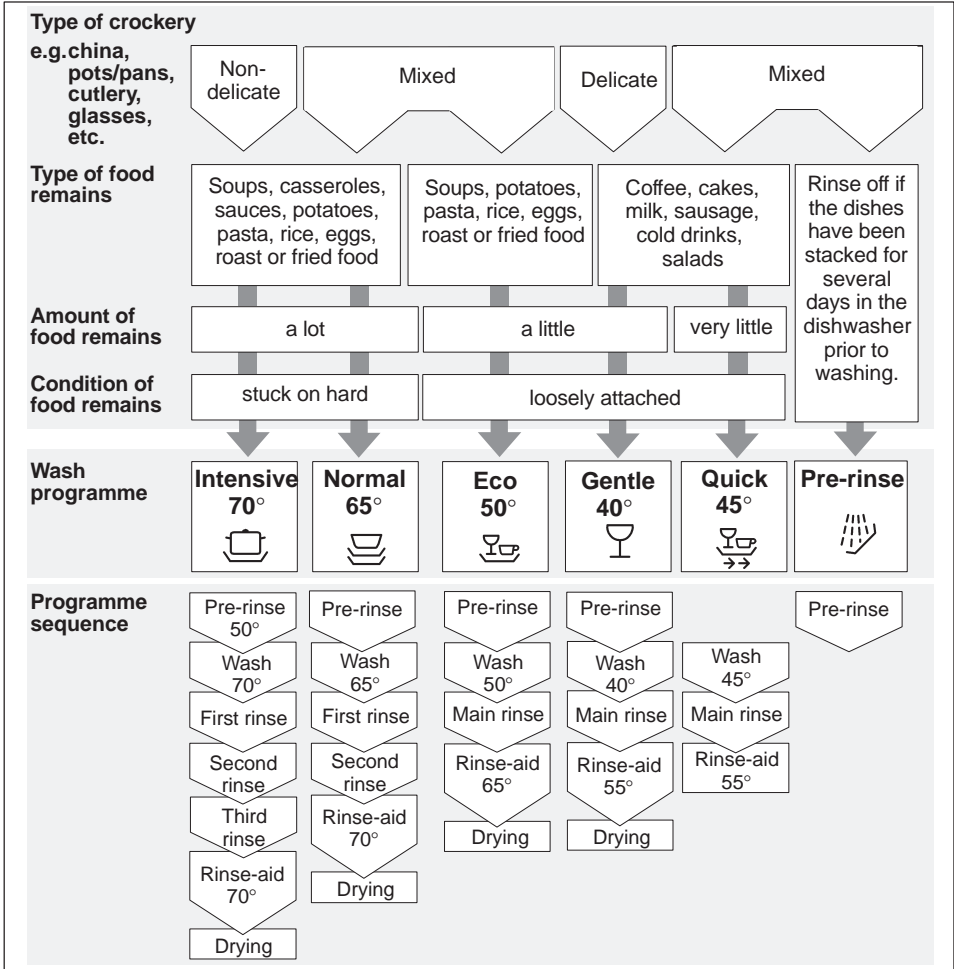 Type of crockery
e.g. china,
pots/pans,
cutlery,
glasses,
etc.
Non-
delicate
Mixed
Delicate
Mixed
Type of food
remains
Soups, casseroles,
sauces, potatoes,
pasta, rice, eggs,
roast or fried food
Soups, potatoes,
pasta, rice, eggs,
roast or fried food
Coffee, cakes,
milk, sausage,
cold drinks,
salads
Rinse off if
the dishes
have been
stacked for
several
days in the
dishwasher
prior to
washing.
Amount of
food remains
a lot
a little
very little
Condition of
food remains
stuck on hard
loosely attached
Wash
programme
Intensive
70°
Normal
65°
Eco
50°
Gentle
40°
Quick
45°
Pre-rinse
Programme
sequence
Pre-rinse
50°
Wash
70°
First rinse
Second
rinse
Third
rinse
Rinse-aid
70°
Drying
Pre-rinse
Wash
65°
First rinse
Second
rinse
Rinse-aid
70°
Drying
Pre-rinse
Wash
50°
Main rinse
Rinse-aid
65°
Drying
Pre-rinse
Wash
40°
Main rinse
Rinse-aid
55°
Drying
Wash
45°
Main rinse
Rinse-aid
55°
Pre-rinse